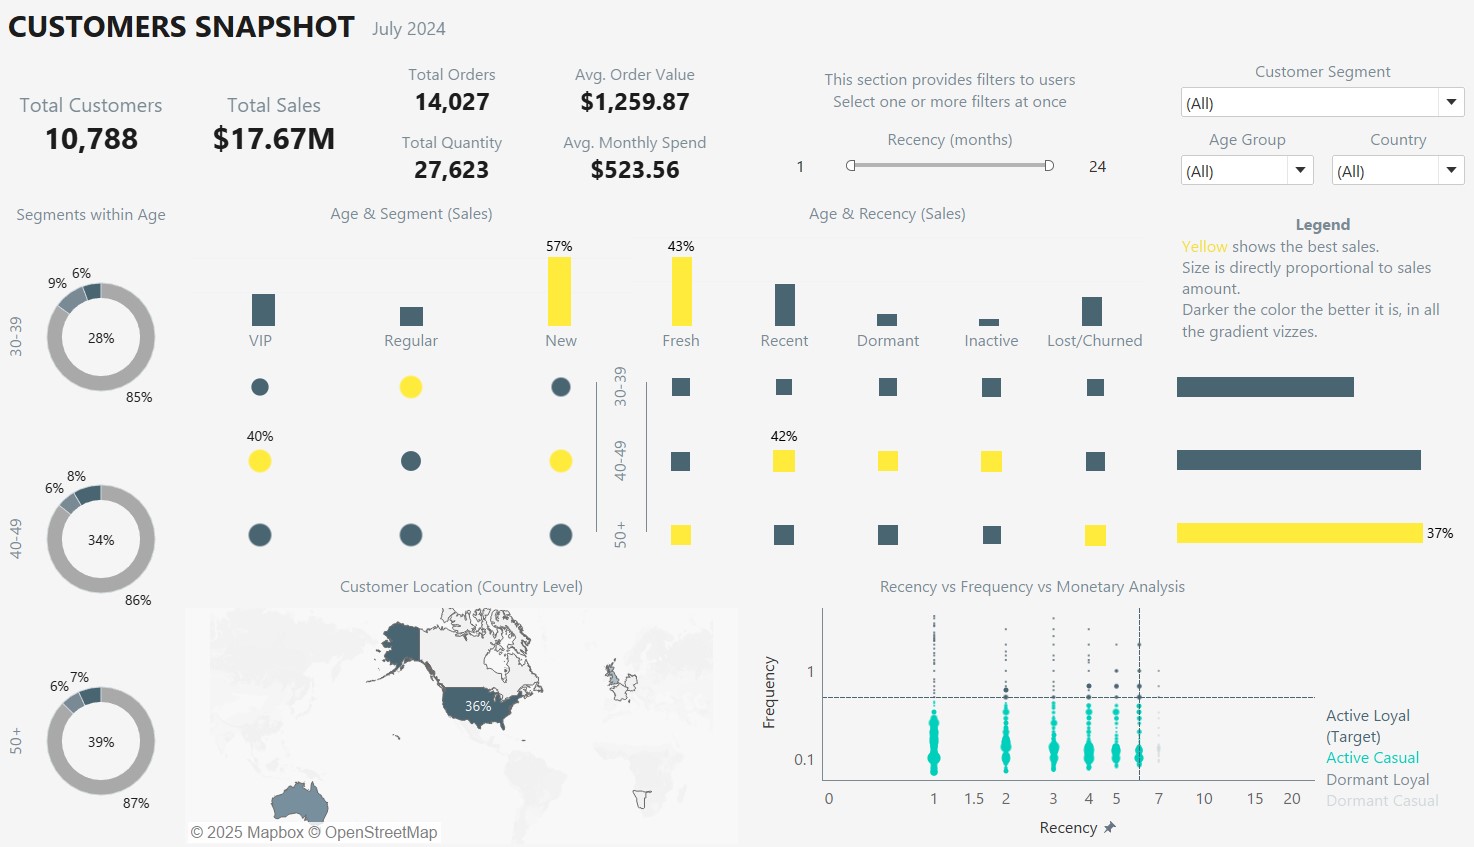 CUSTOMERS SNAPSHOT July 2024
Total Customers
10,788
Total Sales
$17.67M
Total Orders
14,027
Total Quantity
27,623
Avg. Order Value
$1,259.87
Avg. Monthly Spend
$523.56
This section provides filters to users
Select one or more filters at once
Recency (months)
1 24
Customer Segment
(All)
Age Group
(All)
Country
(All)
Segments within Age
30-39
9% 6%
28%
85%
40-49
6% 8%
34%
86%
50+
6% 7%
39%
87%
Age & Segment (Sales)
57%
VIP Regular New
40%
Age & Recency (Sales)
43%
Fresh Recent Dormant Inactive Lost/Churned
30-39
42%
40-49
50+
Legend
Yellow shows the best sales.
Size is directly proportional to sales
amount.
Darker the color the better it is, in all
the gradient vizzes.
37%
Customer Location (Country Level)
36%
© 2025 Mapbox © OpenStreetMap
Recency vs Frequency vs Monetary Analysis
Frequency
1
0.1
0 1 1.5 2 3 4 5 7 10 15 20
Recency
Active Loyal
(Target)
Active Casual
Dormant Loyal
Dormant Casual